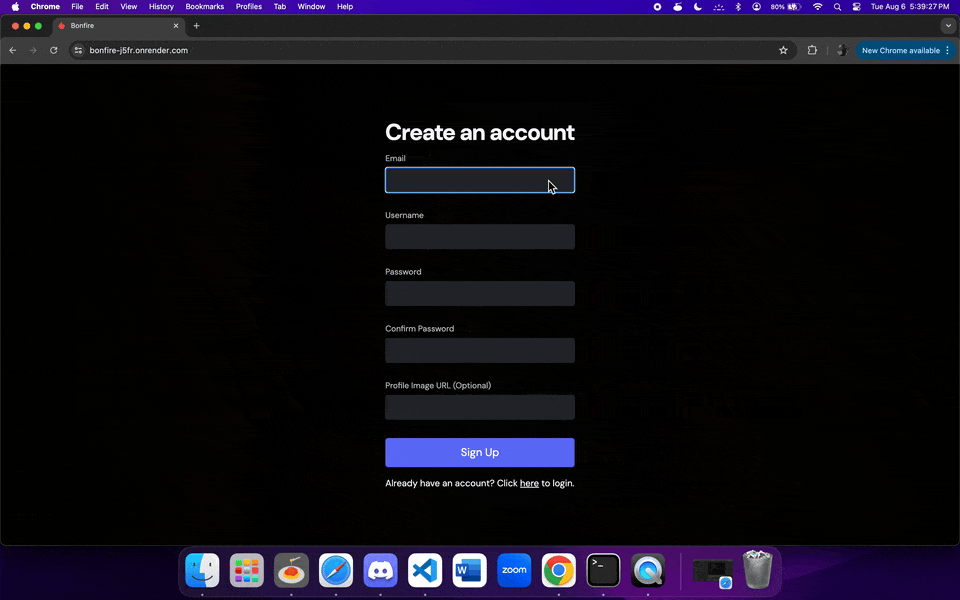 Chrome File Edit View History Bookmarks Profiles Tab Window Help 80% Tue Aug 6 5:39:27 PM
Bonfire
bonfire-j5fr.onrender.com New Chrome available
Create an account
Email
Username
Password
Confirm Password
Profile Image URL (Optional)
Sign Up
Already have an account? Click here to login.
W zoom >_